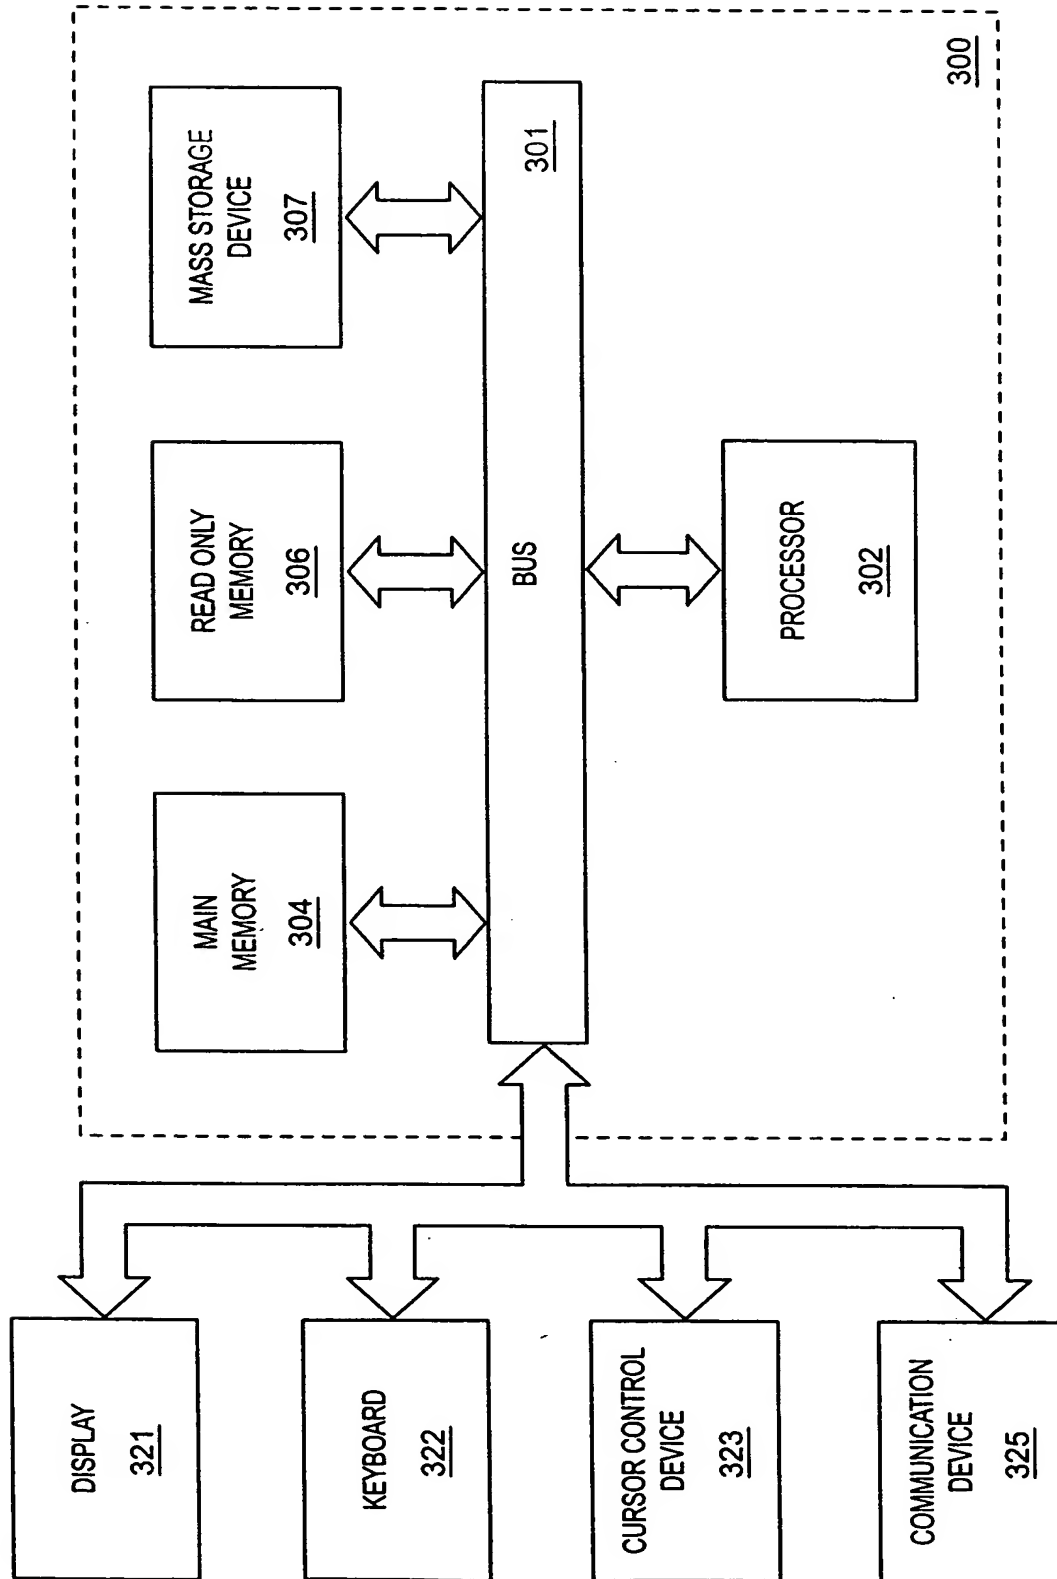 DISPLAY
321
KEYBOARD
322
CURSOR CONTROL
DEVICE
323
COMMUNICATION
DEVICE
325
MAIN
MEMORY
304
READ ONLY
MEMORY
306
MASS STORAGE
DEVICE
307
BUS
301
PROCESSOR
302
300